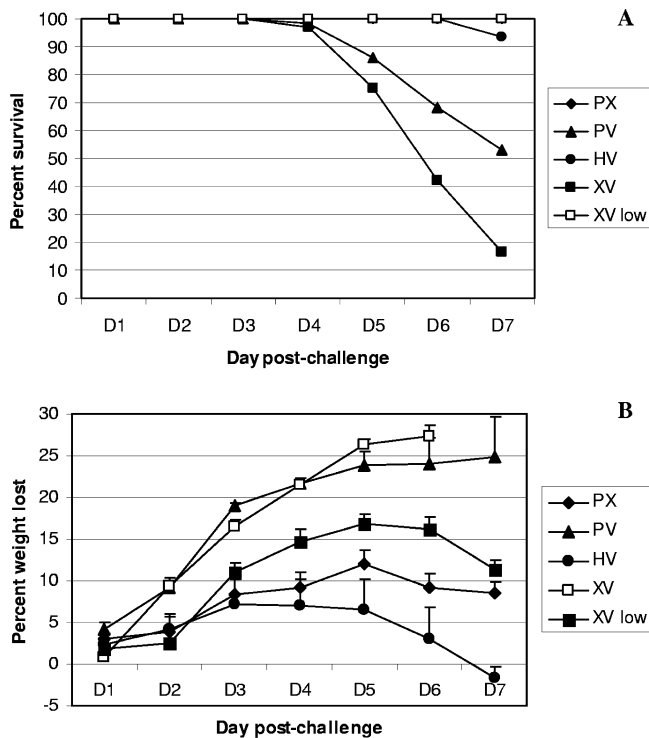 A
100
90
80
70
60
50
40
30
20
10
0
Percent survival
D1 D2 D3 D4 D5 D6 D7
Day post-challenge
PX
PV
HV
XV
XV low
B
30
25
20
15
10
5
0
-5
Percent weight lost
D1 D2 D3 D4 D5 D6 D7
Day post-challenge
PX
PV
HV
XV
XV low